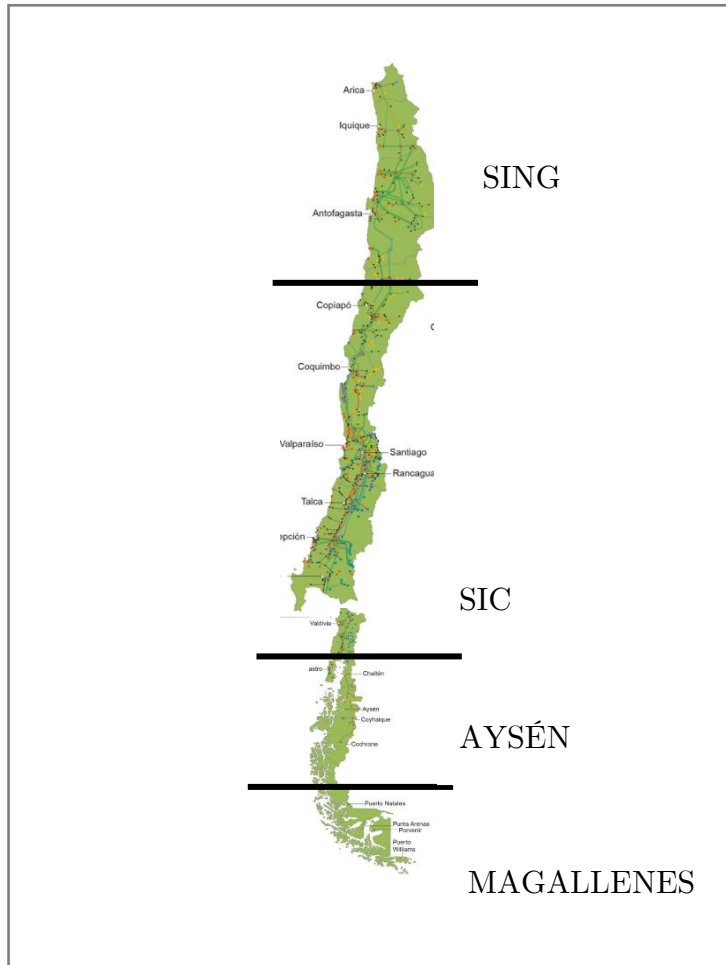 Arica
Iquique
SING
Antofagasta
Copiapó
Coquimbo
Valparaíso
Santiago
Rancagua
Talca
epción
SIC
Valdivia
astro
Chaitén
Aysén
Coyhaique
AYSÉN
Cochrane
Puerto Natales
Punta Arenas
Porvenir
Puerto
Williams
MAGALLENES